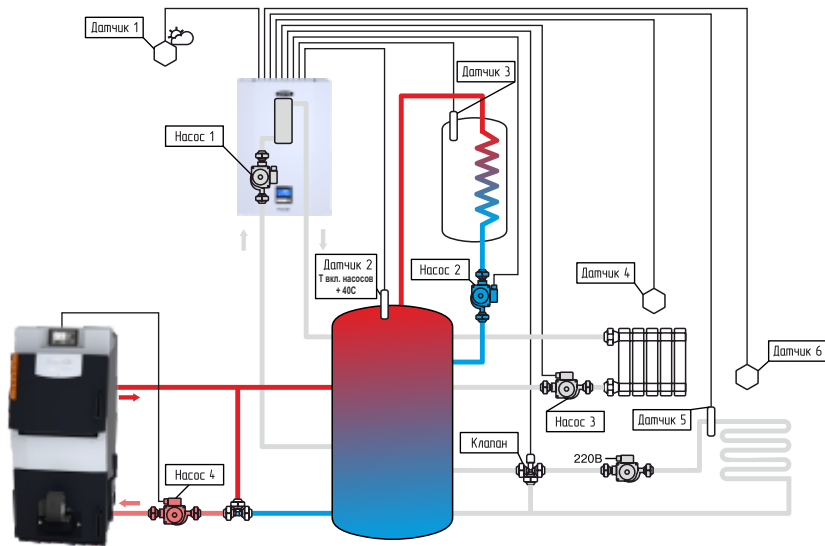 Датчик 1
Датчик 3
Насос 1
Датчик 2
Т вкл. насосов
+ 40С
Насос 2
Датчик 4
Датчик 6
Датчик 5
Насос 3
Клапан
220В
Насос 4